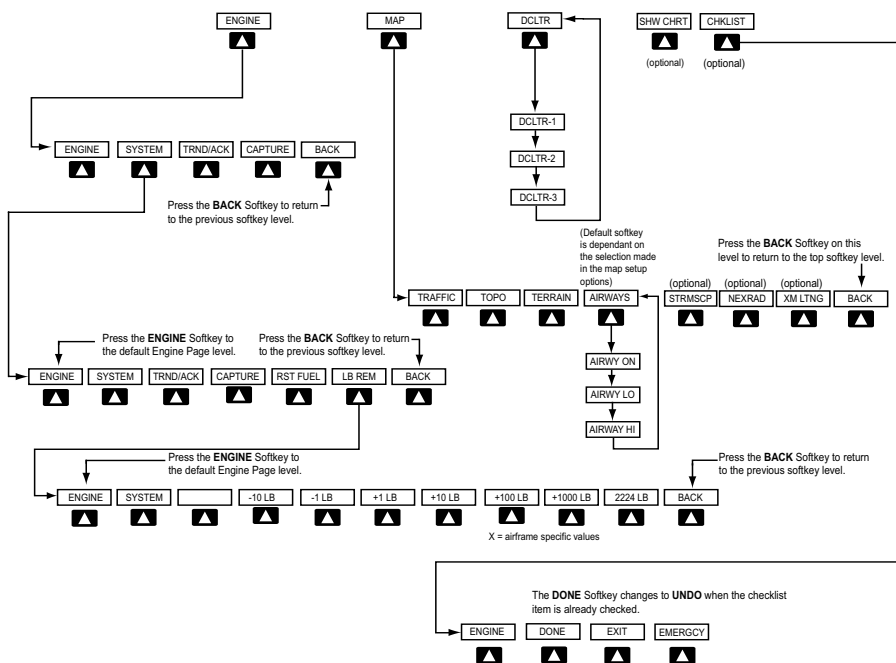 ENGINE
MAP
DCLTR
SHW CHRT
CHKLIST
(optional)
(optional)
DCLTR-1
DCLTR-2
DCLTR-3
ENGINE
SYSTEM
TRND/ACK
CAPTURE
BACK
Press the BACK Softkey to return
to the previous softkey level.
(Default softkey
is dependant on
the selection made
in the map setup
options)
Press the BACK Softkey on this
level to return to the top softkey level.
(optional)
(optional)
(optional)
TRAFFIC
TOPO
TERRAIN
AIRWAYS
STRMSCP
NEXRAD
XM LTNG
BACK
AIRWY ON
AIRWY LO
AIRWAY HI
Press the ENGINE Softkey to
the default Engine Page level.
Press the BACK Softkey to return
to the previous softkey level.
ENGINE
SYSTEM
TRND/ACK
CAPTURE
RST FUEL
LB REM
BACK
Press the ENGINE Softkey to
the default Engine Page level.
Press the BACK Softkey to return
to the previous softkey level.
ENGINE
SYSTEM
-10 LB
-1 LB
+1 LB
+10 LB
+100 LB
+1000 LB
2224 LB
BACK
X = airframe specific values
The DONE Softkey changes to UNDO when the checklist
item is already checked.
ENGINE
DONE
EXIT
EMERGCY